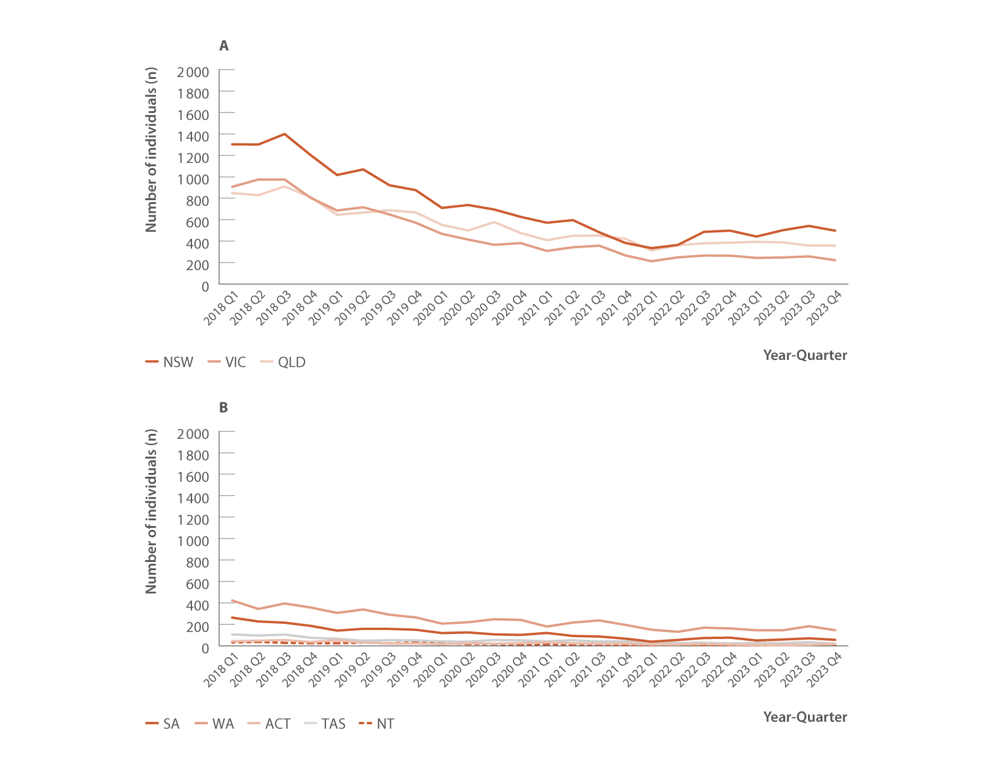 A
Number of individuals (n)
2 000
1 800
1 600
1 400
1 200
1 000
800
600
400
200
0
2018 Q1
2018 Q2
2018 Q3
2018 Q4
2019 Q1
2019 Q2
2019 Q3
2019 Q4
2020 Q1
2020 Q2
2020 Q3
2020 Q4
2021 Q1
2021 Q2
2021 Q3
2021 Q4
2022 Q1
2022 Q2
2022 Q3
2022 Q4
2023 Q1
2023 Q2
2023 Q3
2023 Q4
Year-Quarter
NSW VIC QLD
B
Number of individuals (n)
2 000
1 800
1 600
1 400
1 200
1 000
800
600
400
200
0
2018 Q1
2018 Q2
2018 Q3
2018 Q4
2019 Q1
2019 Q2
2019 Q3
2019 Q4
2020 Q1
2020 Q2
2020 Q3
2020 Q4
2021 Q1
2021 Q2
2021 Q3
2021 Q4
2022 Q1
2022 Q2
2022 Q3
2022 Q4
2023 Q1
2023 Q2
2023 Q3
2023 Q4
Year-Quarter
SA WA ACT TAS NT